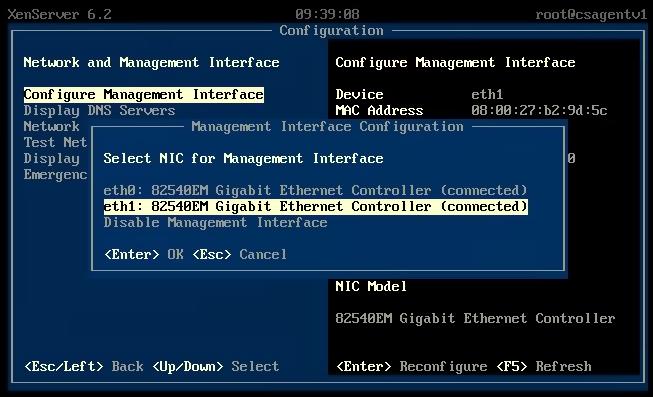 XenServer 6.2 09:39:08 root@csagentv1
Configuration
Network and Management Interface
Configure Management Interface
Display DNS Servers
Network
Test Net
Display
Emergenc
Configure Management Interface
Device eth1
MAC Address 08:00:27:b2:9d:5c
0
Management Interface Configuration
Select NIC for Management Interface
eth0: 82540EM Gigabit Ethernet Controller (connected)
eth1: 82540EM Gigabit Ethernet Controller (connected)
Disable Management Interface
<Enter> OK <Esc> Cancel
NIC Model
82540EM Gigabit Ethernet Controller
<Esc/Left> Back <Up/Down> Select
<Enter> Reconfigure <F5> Refresh